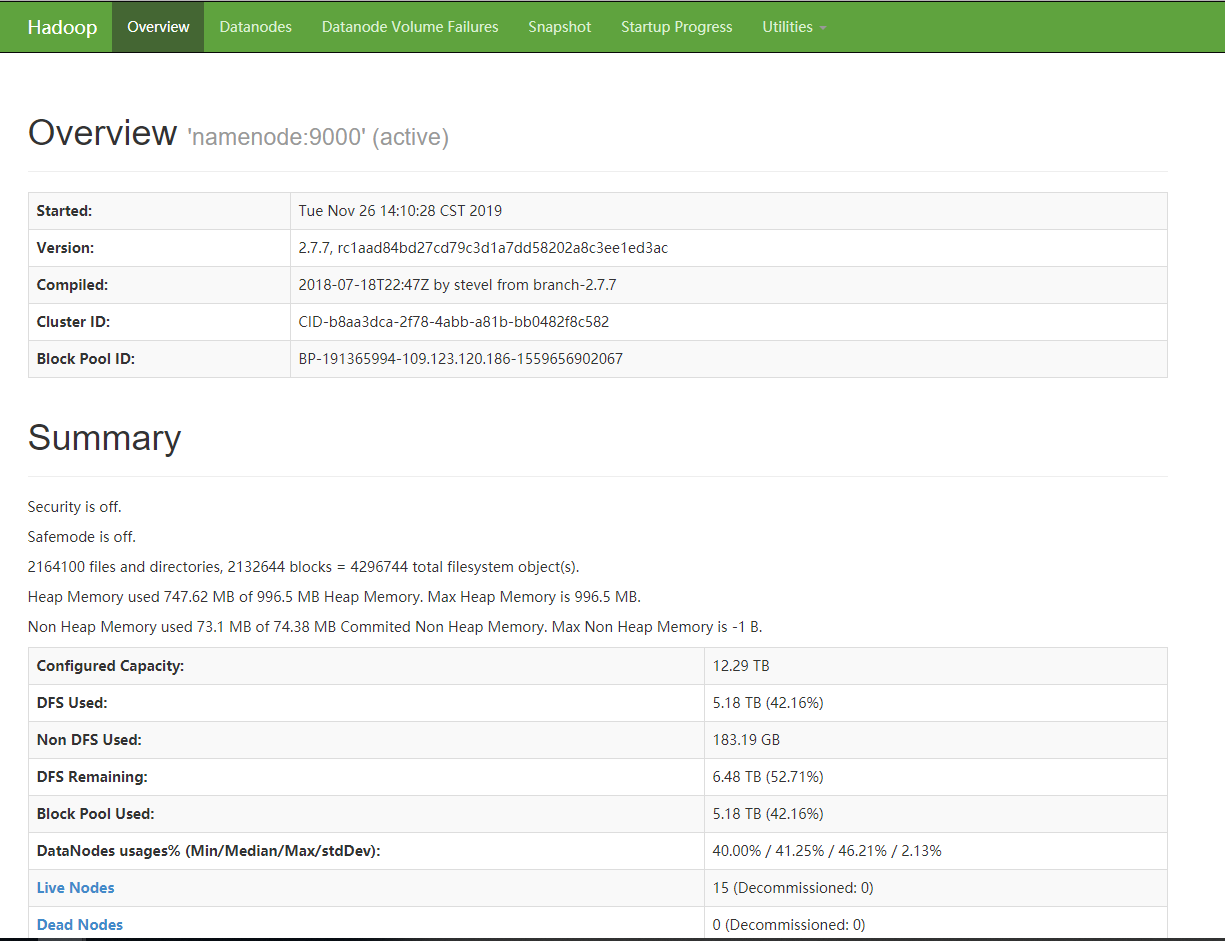 Hadoop Overview Datanodes Datanode Volume Failures Snapshot Startup Progress Utilities
Overview 'namenode:9000' (active)
Started: Tue Nov 26 14:10:28 CST 2019
Version: 2.7.7, rc1aad84bd27cd79c3d1a7dd58202a8c3ee1ed3ac
Compiled: 2018-07-18T22:47Z by stevel from branch-2.7.7
Cluster ID: CID-b8aa3dca-2f78-4abb-a81b-bb0482f8c582
Block Pool ID: BP-191365994-109.123.120.186-1559656902067
Summary
Security is off.
Safemode is off.
2164100 files and directories, 2132644 blocks = 4296744 total filesystem object(s).
Heap Memory used 747.62 MB of 996.5 MB Heap Memory. Max Heap Memory is 996.5 MB.
Non Heap Memory used 73.1 MB of 74.38 MB Commited Non Heap Memory. Max Non Heap Memory is -1 B.
Configured Capacity: 12.29 TB
DFS Used: 5.18 TB (42.16%)
Non DFS Used: 183.19 GB
DFS Remaining: 6.48 TB (52.71%)
Block Pool Used: 5.18 TB (42.16%)
DataNodes usages% (Min/Median/Max/stdDev): 40.00% / 41.25% / 46.21% / 2.13%
Live Nodes 15 (Decommissioned: 0)
Dead Nodes 0 (Decommissioned: 0)